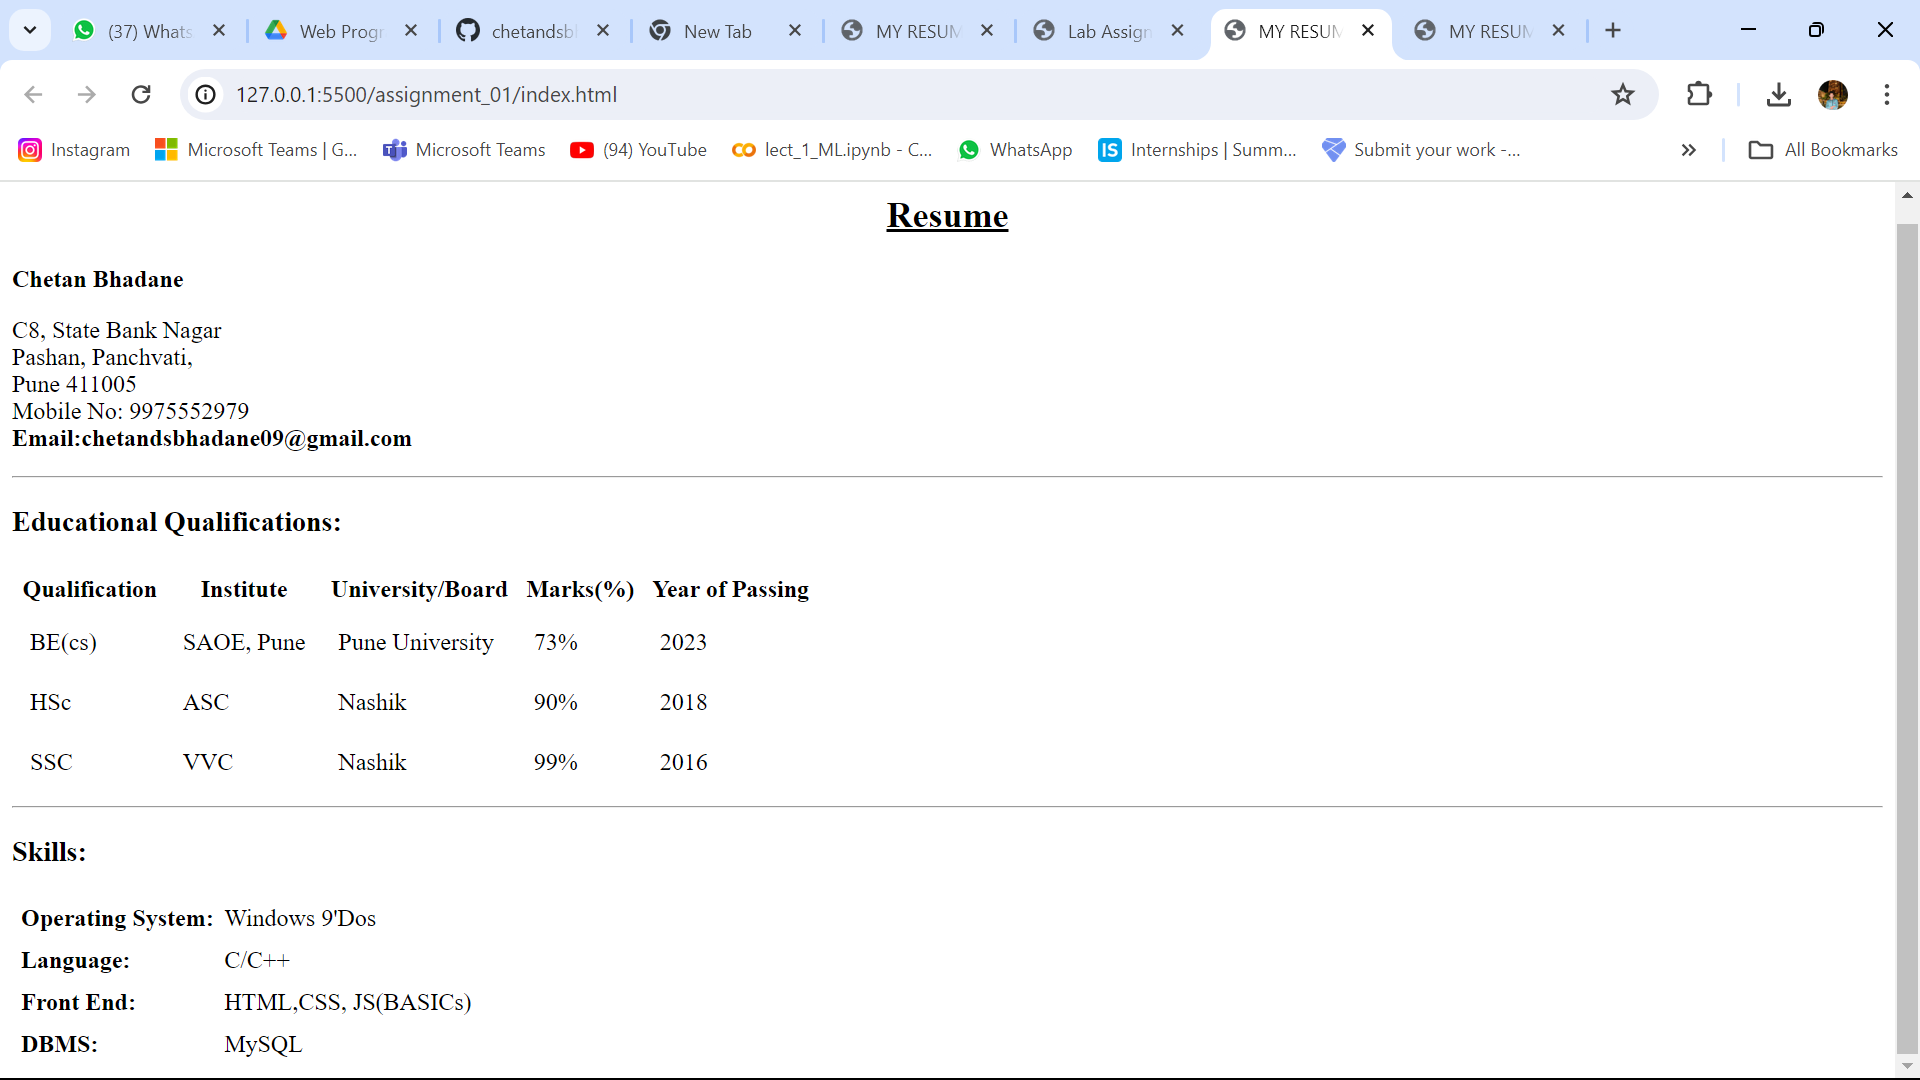 (37) Whats
Web Progr
chetandsbl
New Tab
MY RESUM
Lab Assign
MY RESUM
MY RESUM
127.0.0.1:5500/assignment_01/index.html
Instagram
Microsoft Teams | G...
Microsoft Teams
(94) YouTube
lect_1_ML.ipynb - C...
WhatsApp
IS Internships | Summ...
Submit your work -...
All Bookmarks
Resume
Chetan Bhadane
C8, State Bank Nagar
Pashan, Panchvati,
Pune 411005
Mobile No: 9975552979
Email:chetandsbhadane09@gmail.com
Educational Qualifications:
Qualification Institute University/Board Marks(%) Year of Passing
BE(cs) SAOE, Pune Pune University 73% 2023
HSc ASC Nashik 90% 2018
SSC VVC Nashik 99% 2016
Skills:
Operating System: Windows 9'Dos
Language: C/C++
Front End: HTML,CSS, JS(BASICs)
DBMS: MySQL